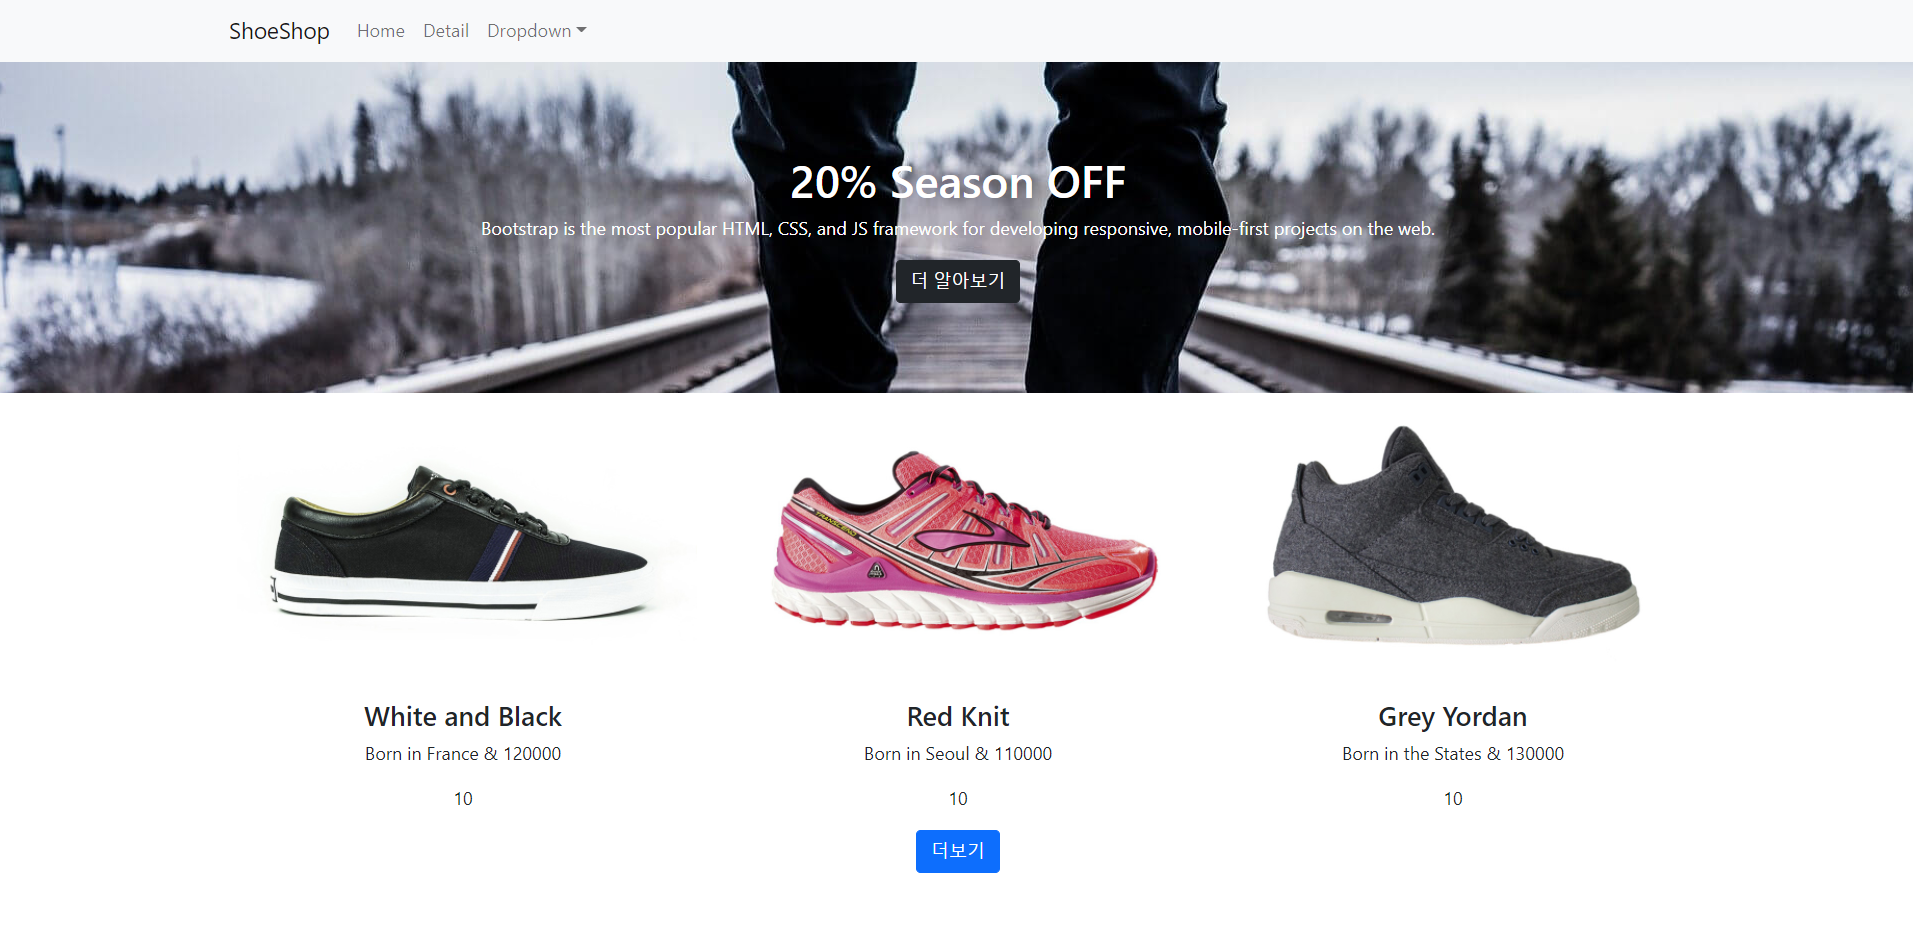 ShoeShop Home Detail Dropdown
20% Season OFF
Bootstrap is the most popular HTML, CSS, and JS framework for developing responsive, mobile-first projects on the web.
더 알아보기
TRANSCEND
White and Black
Born in France & 120000
10
Red Knit
Born in Seoul & 110000
10
Grey Yordan
Born in the States & 130000
10
더보기